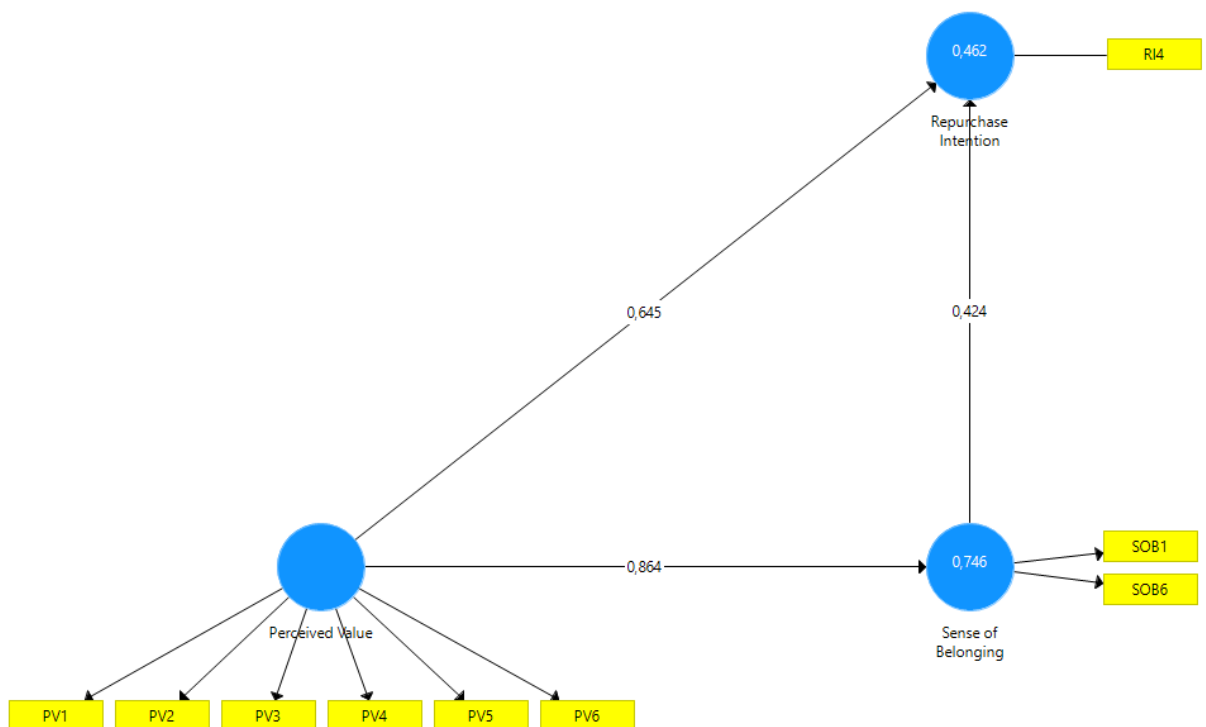 0,462
RI4
Repurchase
Intention
0,645
0,424
0,864
0,746
SOB1
SOB6
Perceived Value
Sense of
Belonging
PV1
PV2
PV3
PV4
PV5
PV6